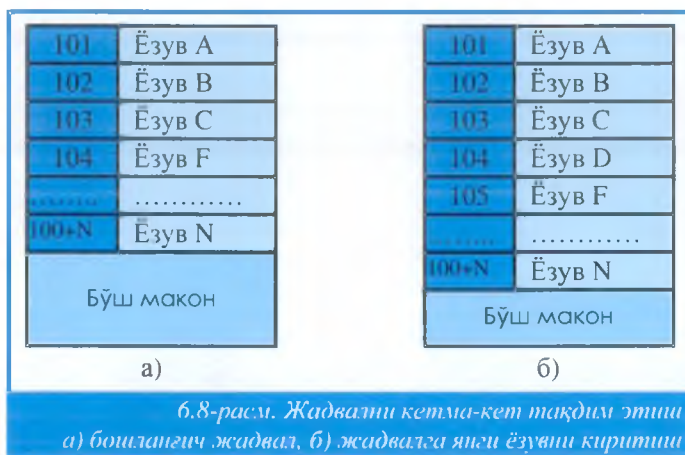 101 Ёзув A
102 Ёзув B
103 Ёзув C
104 Ёзув F
........ ............
100+N Ёзув N
Бўш макон
а)
101 Ёзув A
102 Ёзув B
103 Ёзув C
104 Ёзув D
105 Ёзув F
........ ............
100+N Ёзув N
Бўш макон
б)
6.8-расм. Жадвални кетма-кет тақдим этиш
а) бошланғич жадвал, б) жадвалга янги ёзувни киритиш